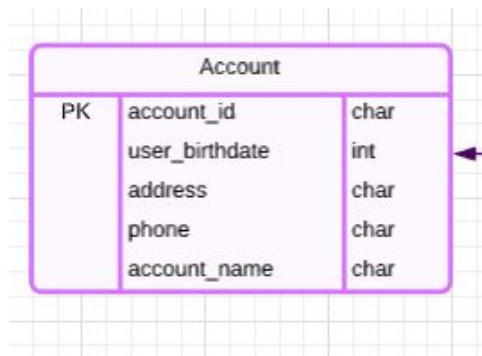 Account
PK account_id char
user_birthdate int
address char
phone char
account_name char